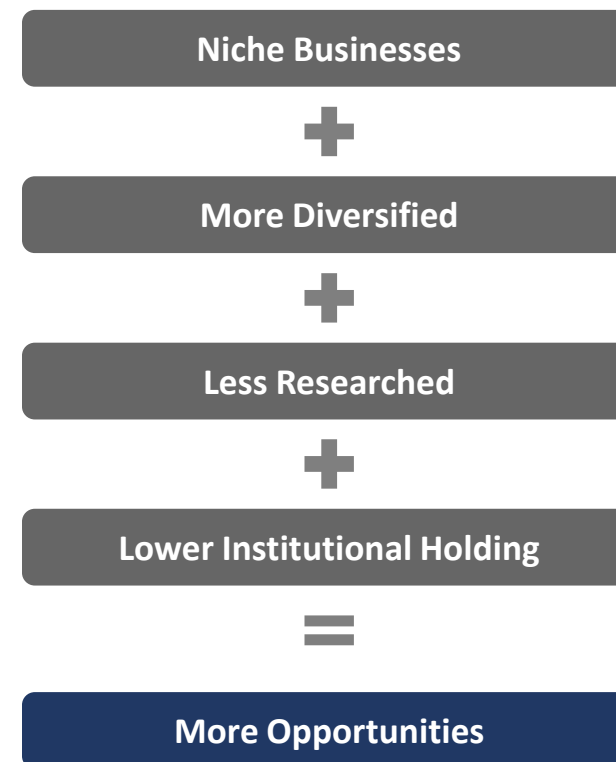 Niche Businesses
+
More Diversified
+
Less Researched
+
Lower Institutional Holding
=
More Opportunities